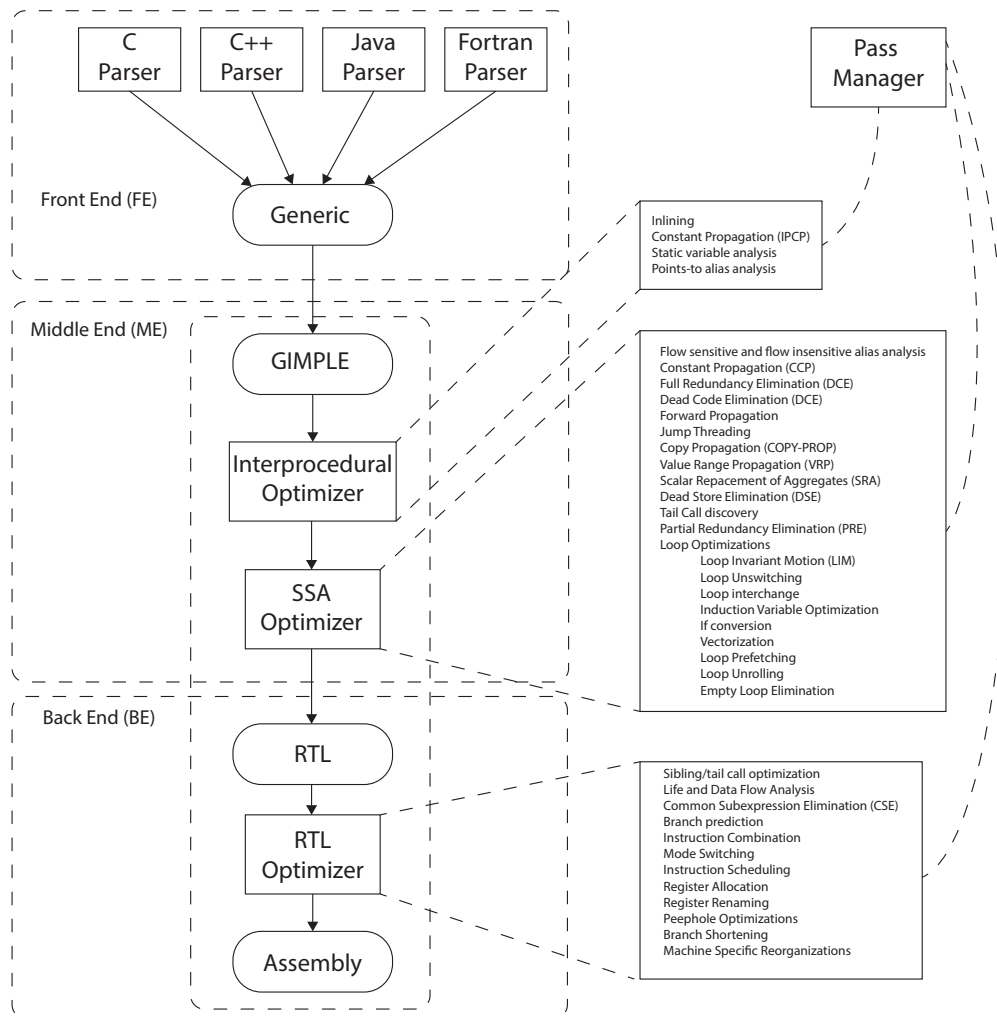 C
Parser
C++
Parser
Java
Parser
Fortran
Parser
Pass
Manager
Front End (FE)
Generic
Inlining
Constant Propagation (IPCP)
Static variable analysis
Points-to alias analysis
Middle End (ME)
GIMPLE
Interprocedural
Optimizer
SSA
Optimizer
Flow sensitive and flow insensitive alias analysis
Constant Propagation (CCP)
Full Redundancy Elimination (DCE)
Dead Code Elimination (DCE)
Forward Propagation
Jump Threading
Copy Propagation (COPY-PROP)
Value Range Propagation (VRP)
Scalar Repacement of Aggregates (SRA)
Dead Store Elimination (DSE)
Tail Call discovery
Partial Redundancy Elimination (PRE)
Loop Optimizations
Loop Invariant Motion (LIM)
Loop Unswitching
Loop interchange
Induction Variable Optimization
If conversion
Vectorization
Loop Prefetching
Loop Unrolling
Empty Loop Elimination
Back End (BE)
RTL
RTL
Optimizer
Assembly
Sibling/tail call optimization
Life and Data Flow Analysis
Common Subexpression Elimination (CSE)
Branch prediction
Instruction Combination
Mode Switching
Instruction Scheduling
Register Allocation
Register Renaming
Peephole Optimizations
Branch Shortening
Machine Specific Reorganizations